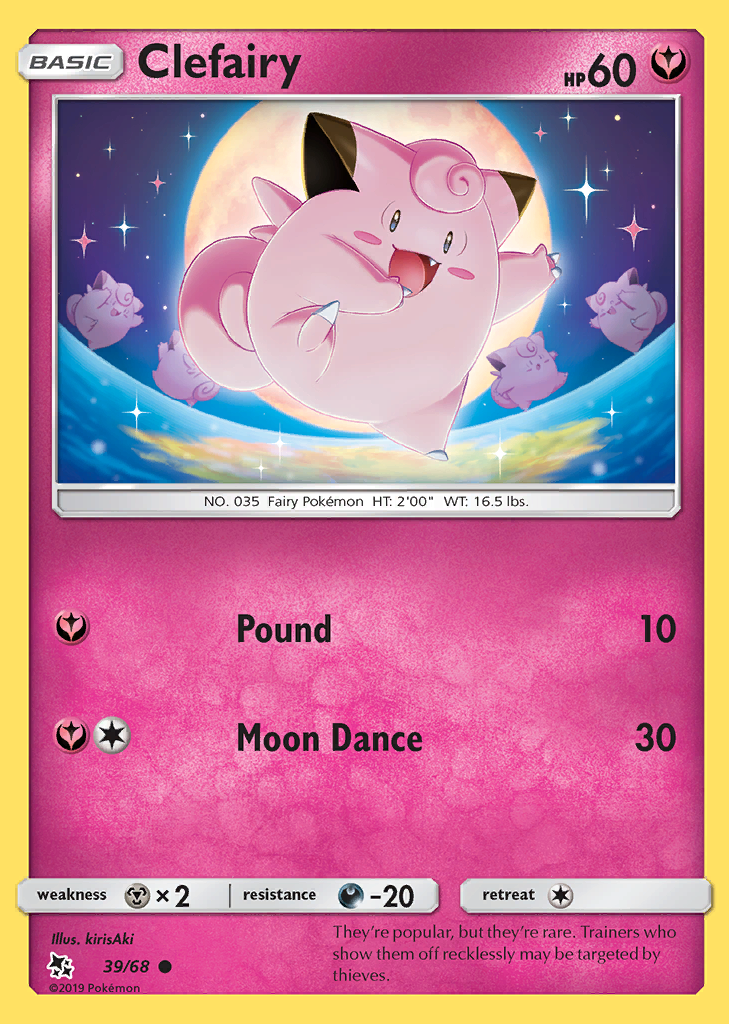 BASIC Clefairy HP60
NO. 035 Fairy Pokémon HT: 2'00" WT: 16.5 lbs.
Pound 10
Moon Dance 30
weakness × 2 resistance -20 retreat
Illus. kirisAki
39/68
©2019 Pokémon
They're popular, but they're rare. Trainers who
show them off recklessly may be targeted by
thieves.